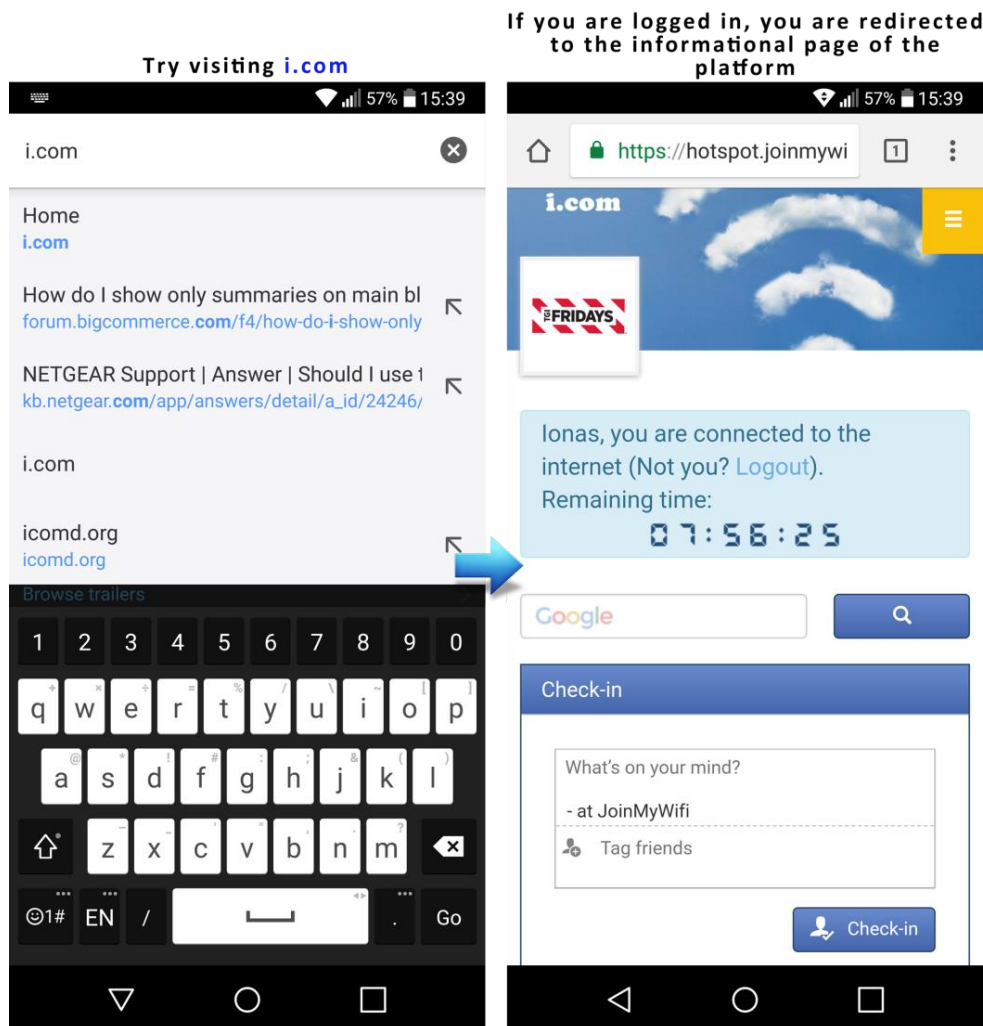 Try visiting i.com
57% 15:39
i.com
Home
i.com
How do I show only summaries on main bl
forum.bigcommerce.com/f4/how-do-i-show-only
NETGEAR Support | Answer | Should I use t
kb.netgear.com/app/answers/detail/a_id/24246/
i.com
icomd.org
icomd.org
Browse trailers
1 2 3 4 5 6 7 8 9 0
+ × ÷ = % / \ ~ [ ]
q w e r t y u i o p
@ * ! # : ; & ( )
a s d f g h j k l
- _ ' " , . ?
z x c v b n m
☺1# EN / . Go
If you are logged in, you are redirected
to the informational page of the
platform
57% 15:39
https://hotspot.joinmywi 1
i.com
TGI FRIDAYS
Ionas, you are connected to the
internet (Not you? Logout).
Remaining time:
07:56:25
Google
Check-in
What's on your mind?
- at JoinMyWifi
Tag friends
Check-in